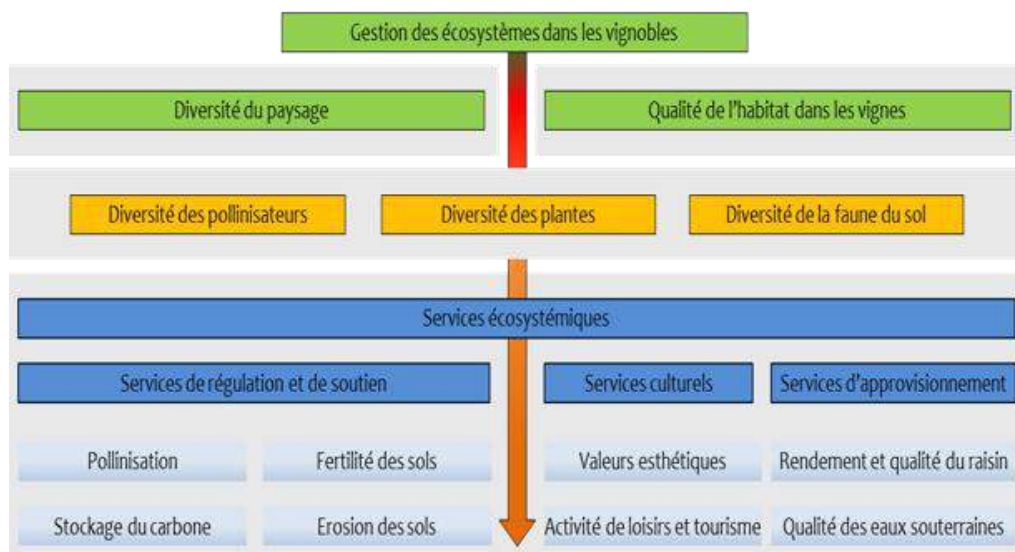 Gestion des écosystèmes dans les vignobles
Diversité du paysage
Qualité de l'habitat dans les vignes
Diversité des pollinisateurs
Diversité des plantes
Diversité de la faune du sol
Services écosystémiques
Services de régulation et de soutien
Services culturels
Services d'approvisionnement
Pollinisation
Fertilité des sols
Valeurs esthétiques
Rendement et qualité du raisin
Stockage du carbone
Erosion des sols
Activité de loisirs et tourisme
Qualité des eaux souterraines